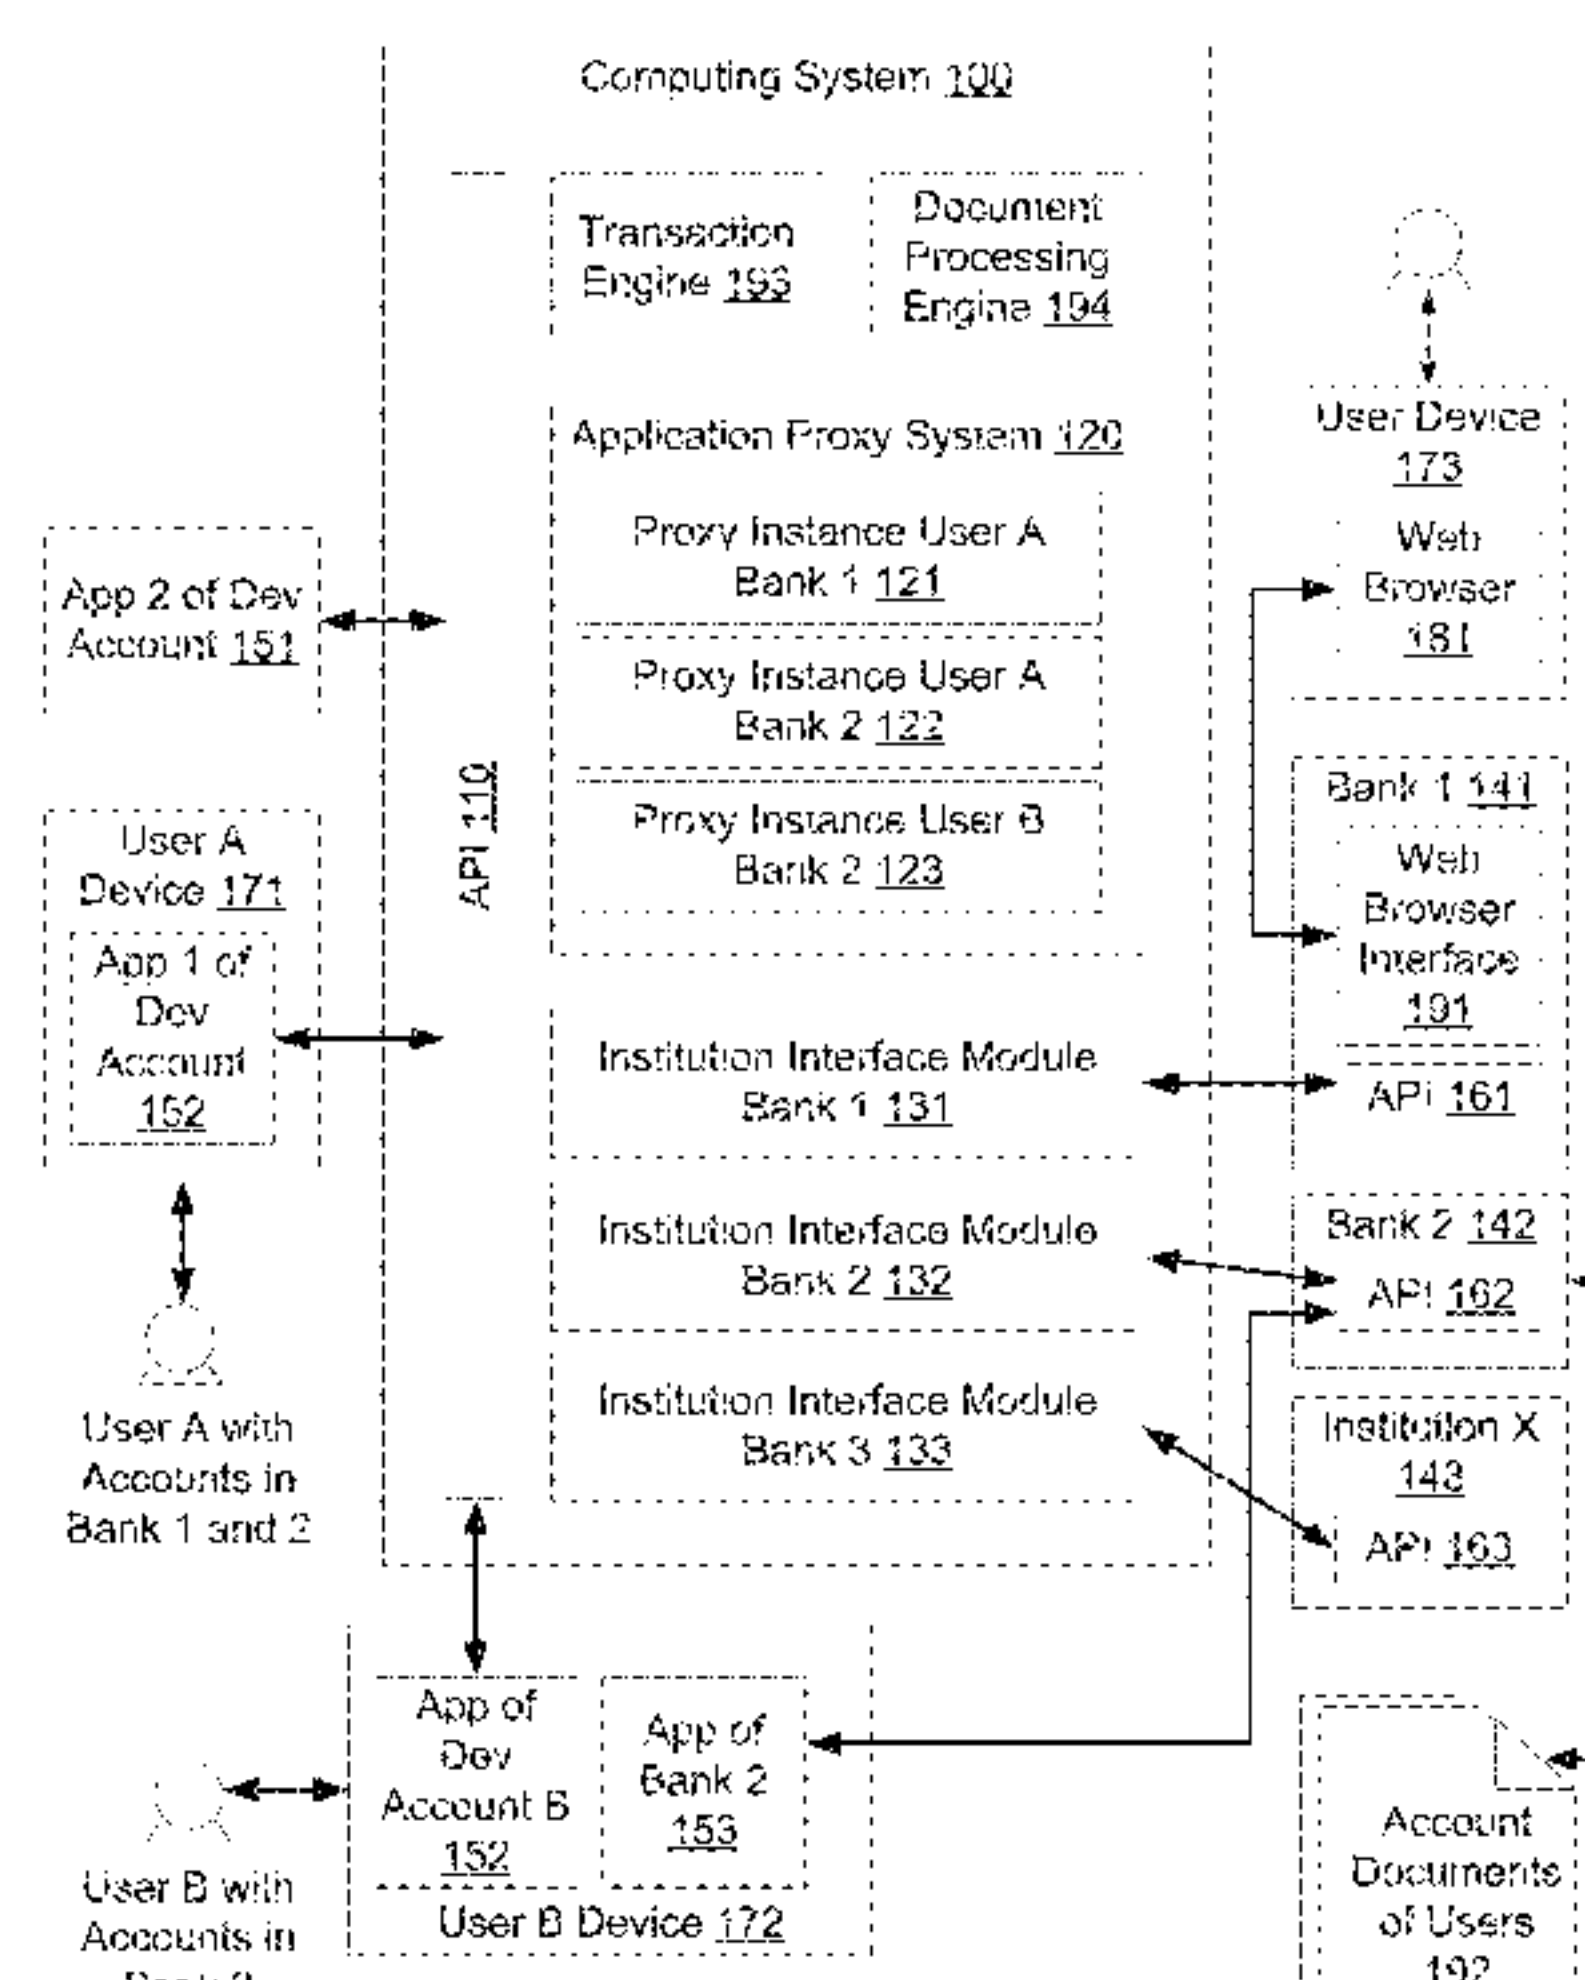 Computing System 100
Transaction
Engine 193
Document
Processing
Engine 194
Application Proxy System 120
Proxy Instance User A
Bank 1 121
Proxy Instance User A
Bank 2 122
Proxy Instance User B
Bank 2 123
API 110
Institution Interface Module
Bank 1 131
Institution Interface Module
Bank 2 132
Institution Interface Module
Bank 3 133
App 2 of Dev
Account 151
User A
Device 171
App 1 of
Dev
Account
152
User A with
Accounts in
Bank 1 and 2
User Device
173
Web
Browser
181
Bank 1 141
Web
Browser
Interface
191
API 161
Bank 2 142
API 162
Institution X
143
API 163
App of
Dev
Account B
152
App of
Bank 2
153
User B Device 172
User B with
Accounts in
Account
Documents
of Users
192